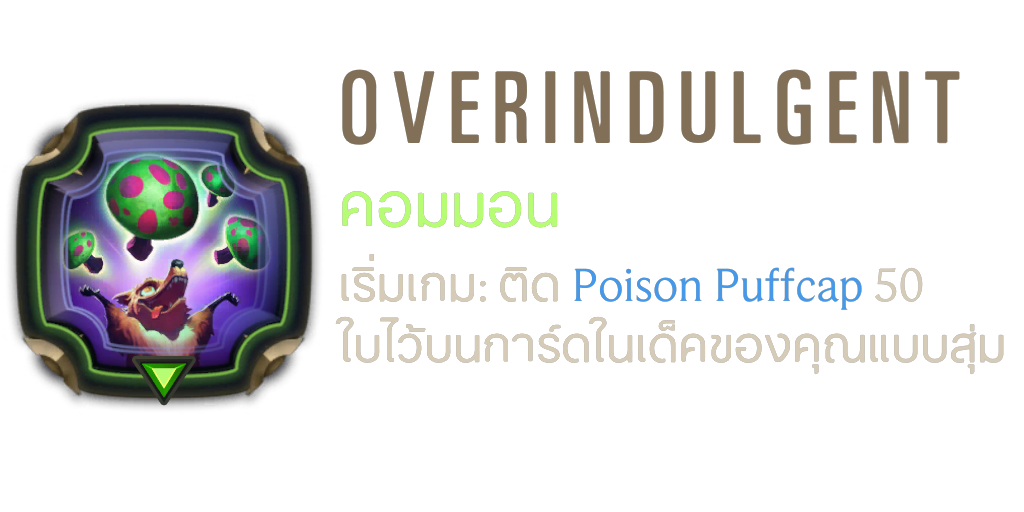 OVERINDULGENT
คอมมอน
เริ่มเกม: ติด Poison Puffcap 50
ใบไว้บนการ์ดในเด็คของคุณแบบสุ่ม